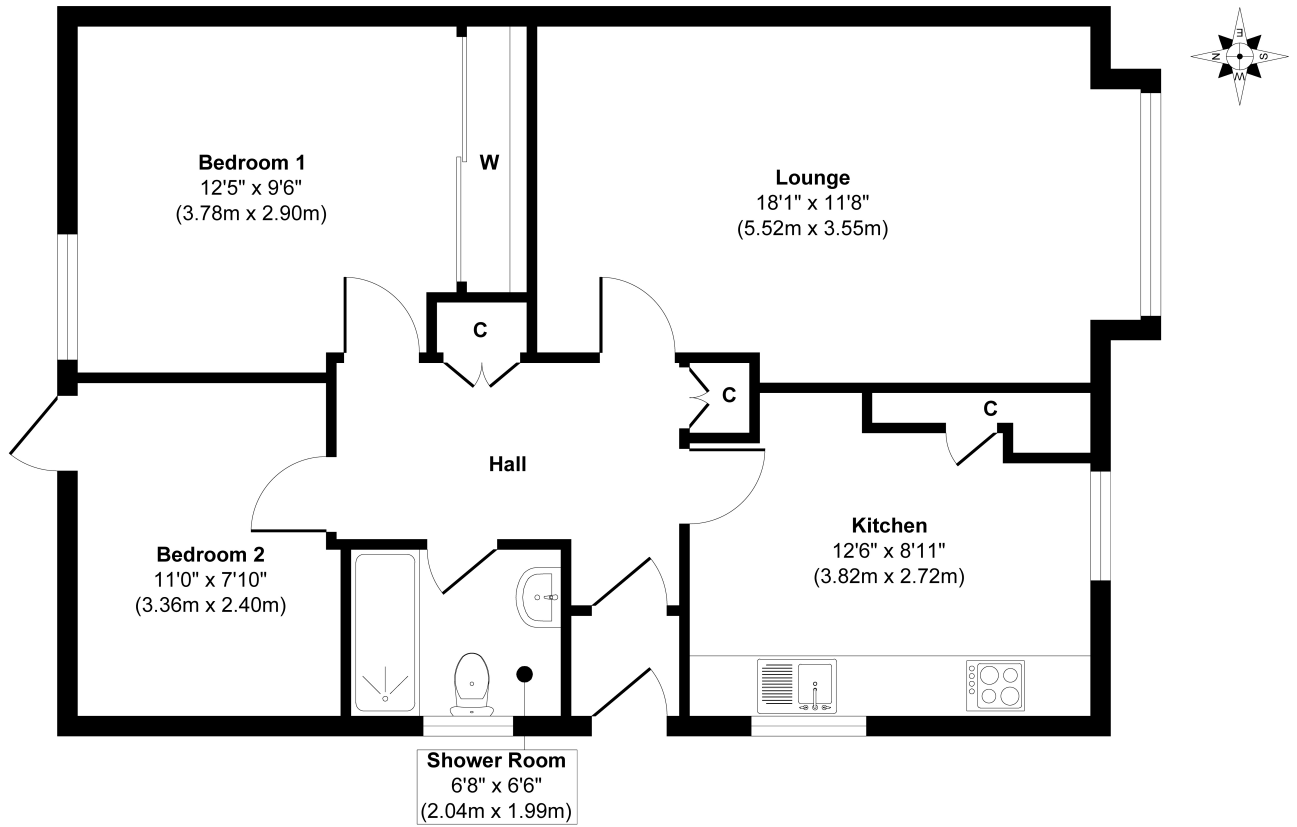 E
N
S
W
Bedroom 1
12'5" x 9'6"
(3.78m x 2.90m)
W
Lounge
18'1" x 11'8"
(5.52m x 3.55m)
C
C
C
Hall
Kitchen
12'6" x 8'11"
(3.82m x 2.72m)
Bedroom 2
11'0" x 7'10"
(3.36m x 2.40m)
Shower Room
6'8" x 6'6"
(2.04m x 1.99m)